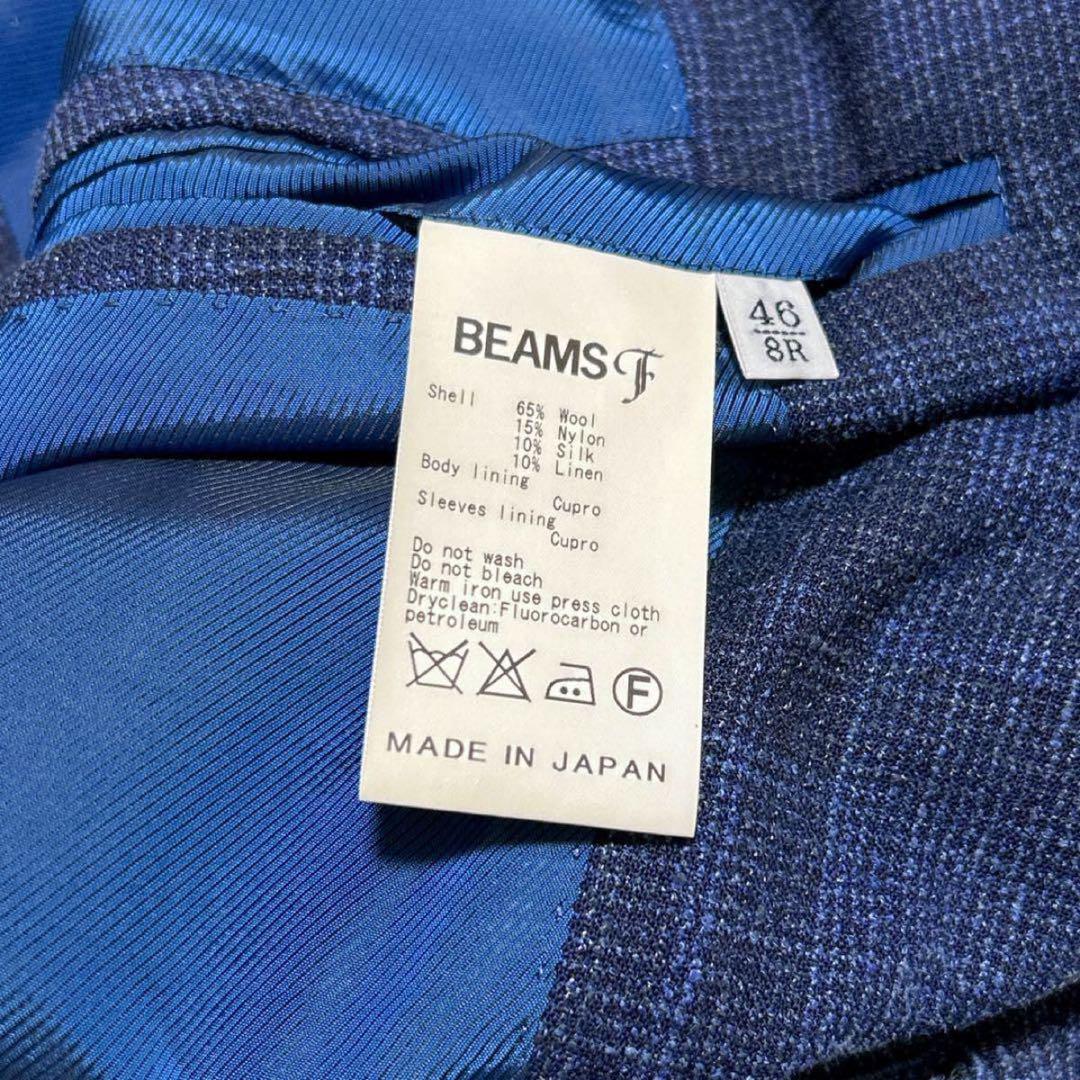 BEAMS F
Shell 65% Wool
15% Nylon
10% Silk
10% Linen
Body lining
Cupro
Sleeves lining
Cupro
Do not wash
Do not bleach
Warm iron use press cloth
Dryclean:Fluorocarbon or
petroleum
F
MADE IN JAPAN
46
8R